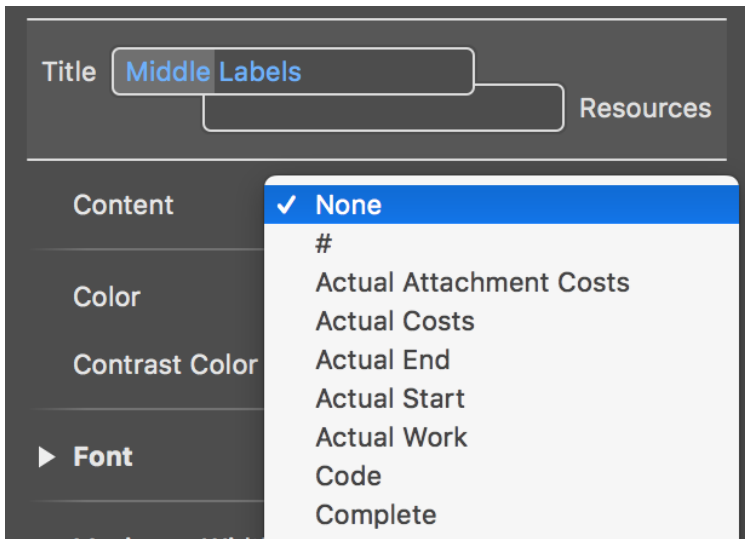 Title Middle Labels
Resources
Content ✓ None
#
Actual Attachment Costs
Color
Actual Costs
Actual End
Contrast Color
Actual Start
Actual Work
Font
Code
Complete